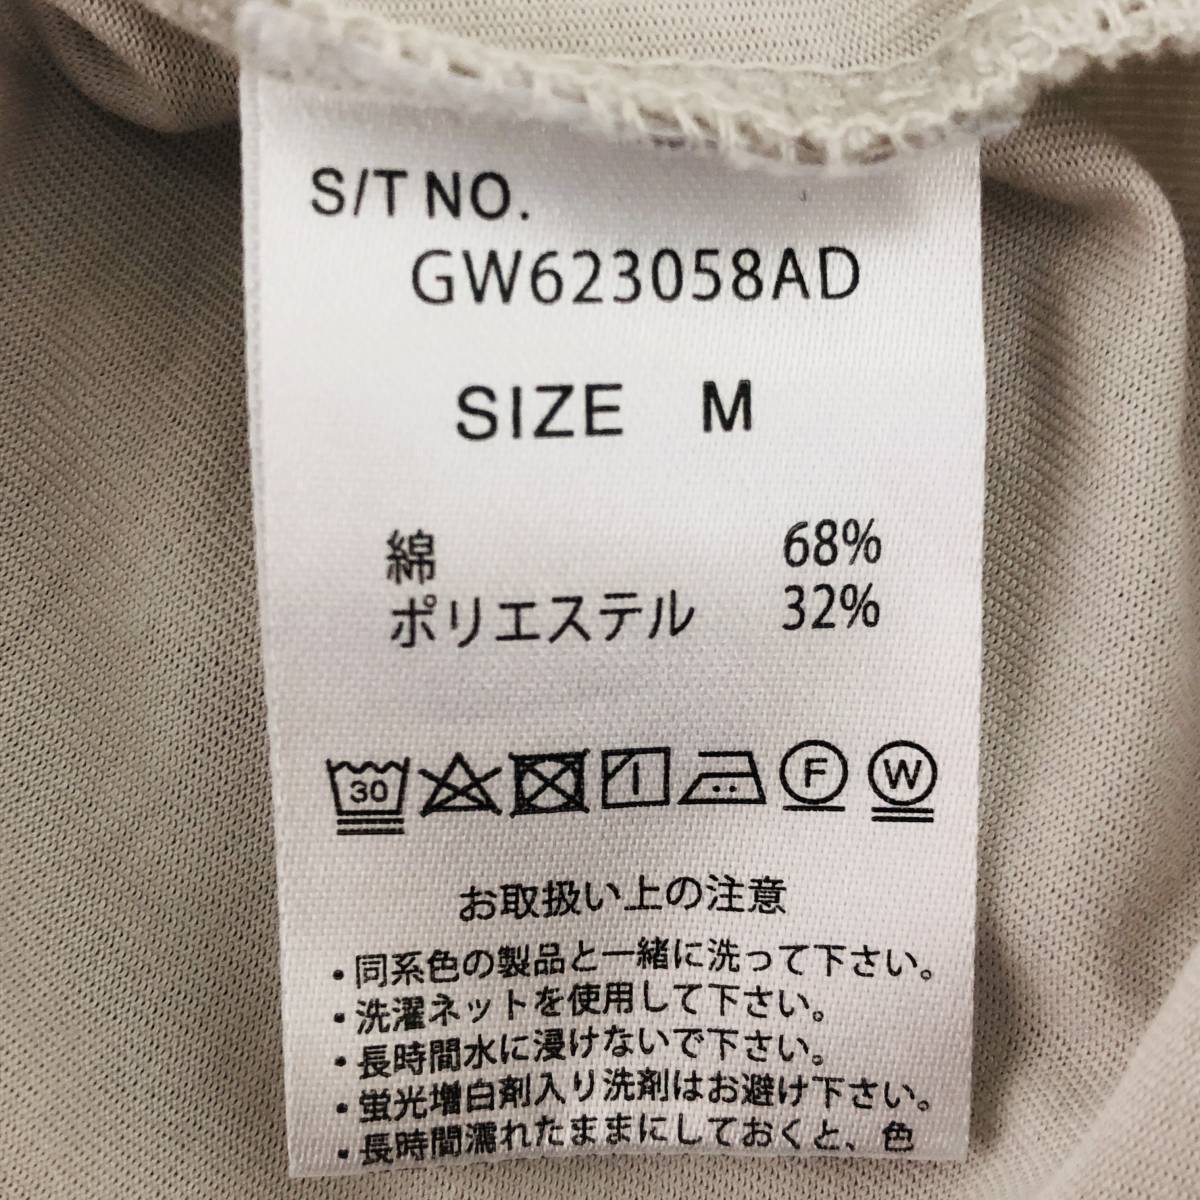 S/T NO.
GW623058AD
SIZE M
綿 68%
ポリエステル 32%
30 F W
お取扱い上の注意
・同系色の製品と一緒に洗って下さい。
・洗濯ネットを使用して下さい。
・長時間水に浸けないで下さい。
・蛍光増白剤入り洗剤はお避け下さい。
・長時間濡れたままにしておくと、色